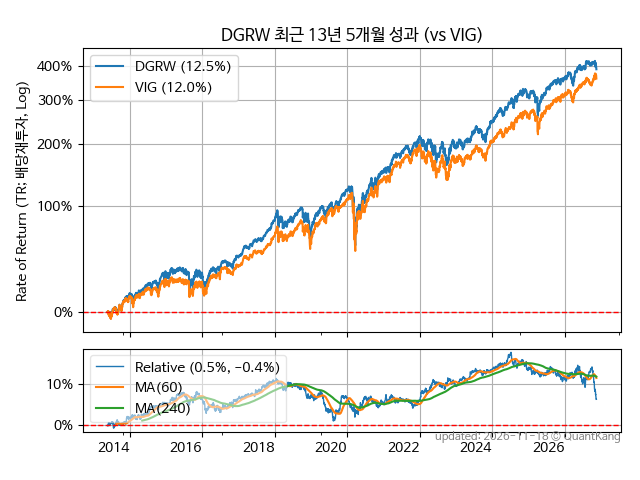 DGRW 최근 13년 5개월 성과 (vs VIG)
Rate of Return (TR: 배당재투자, Log)
400%
300%
200%
100%
0%
DGRW (12.5%)
VIG (12.0%)
10%
0%
Relative (0.5%, −0.4%)
MA(60)
MA(240)
2014 2016 2018 2020 2022 2024 2026
updated: 2026-11-18 © QuantKang